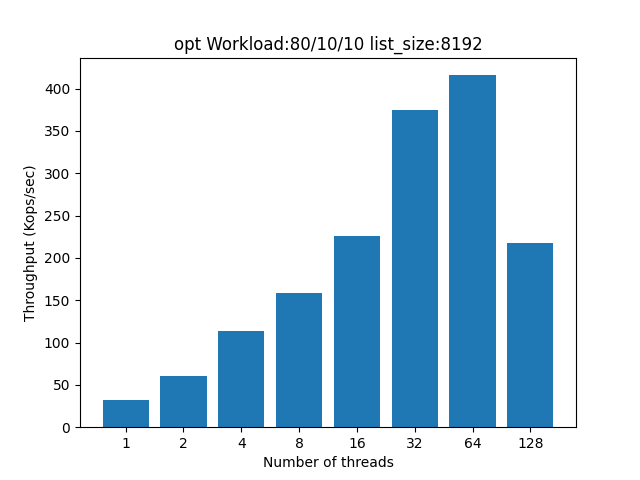 opt Workload:80/10/10 list_size:8192
Throughput (Kops/sec)
400
350
300
250
200
150
100
50
0
1 2 4 8 16 32 64 128
Number of threads